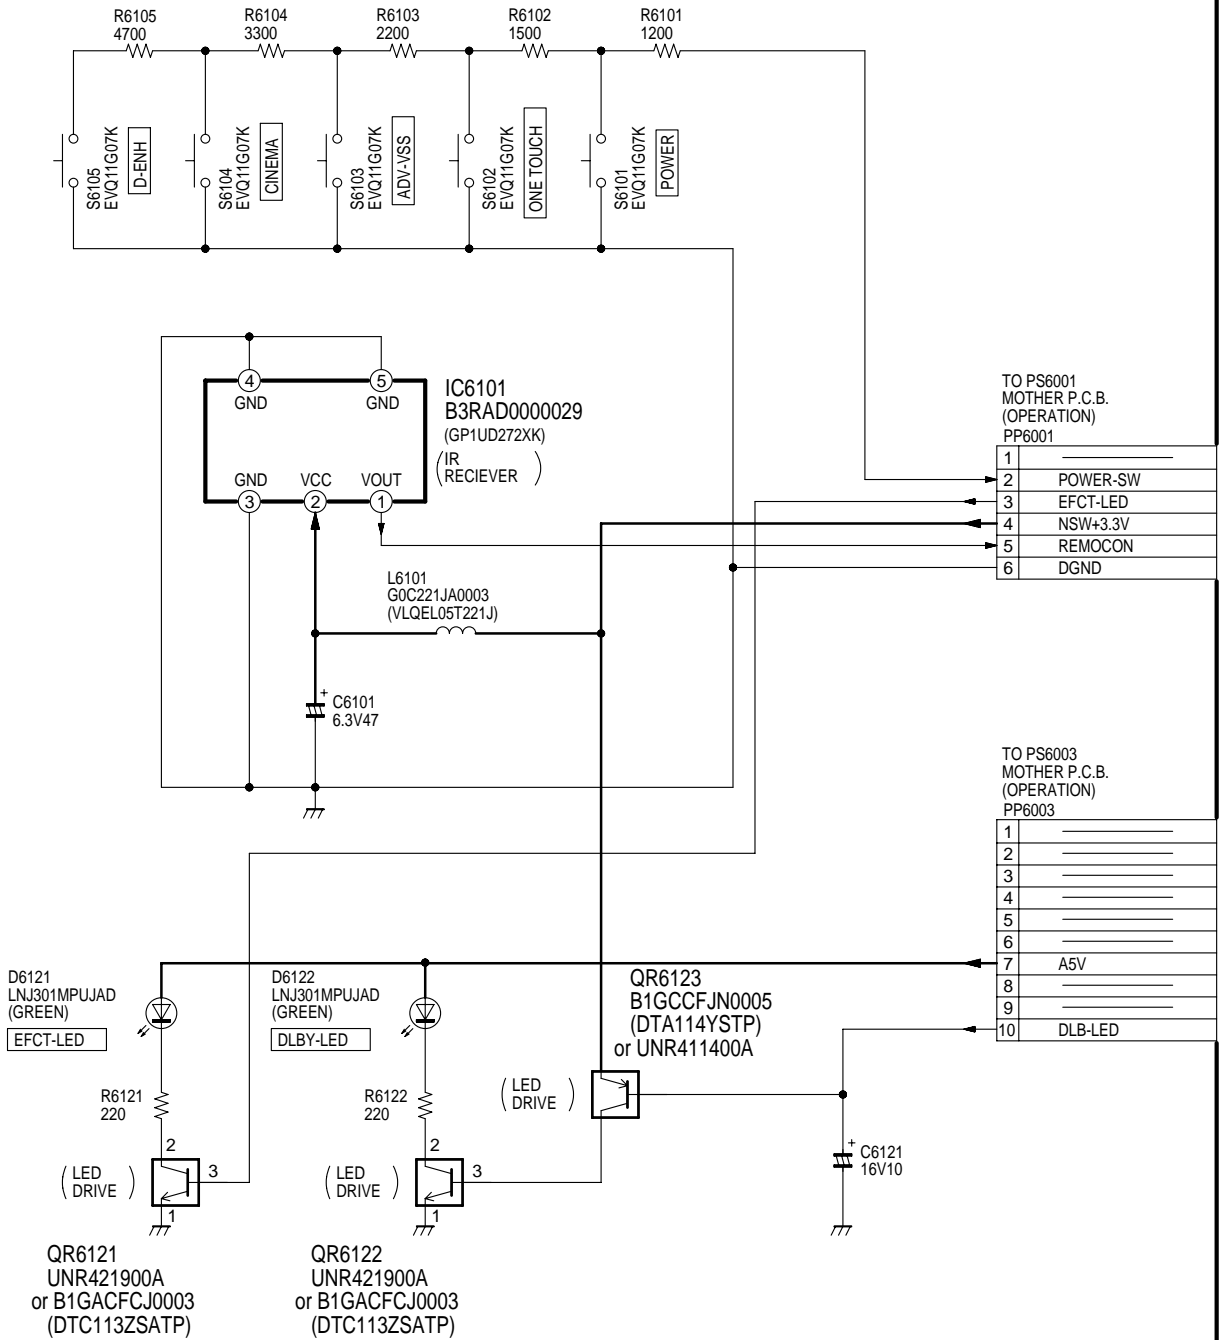 R6105
4700
R6104
3300
R6103
2200
R6102
1500
R6101
1200
S6105
EVQ11G07K
D-ENH
S6104
EVQ11G07K
CINEMA
S6103
EVQ11G07K
ADV-VSS
S6102
EVQ11G07K
ONE TOUCH
S6101
EVQ11G07K
POWER
4
GND
5
GND
GND
3
VCC
2
VOUT
1
IC6101
B3RAD0000029
(GP1UD272XK)
(IR
RECIEVER)
TO PS6001
MOTHER P.C.B.
(OPERATION)
PP6001
1
2 POWER-SW
3 EFCT-LED
4 NSW+3.3V
5 REMOCON
6 DGND
L6101
G0C221JA0003
(VLQEL05T221J)
+
C6101
6.3V47
TO PS6003
MOTHER P.C.B.
(OPERATION)
PP6003
1
2
3
4
5
6
7 A5V
8
9
10 DLB-LED
D6121
LNJ301MPUJAD
(GREEN)
EFCT-LED
D6122
LNJ301MPUJAD
(GREEN)
DLBY-LED
QR6123
B1GCCFJN0005
(DTA114YSTP)
or UNR411400A
R6121
220
R6122
220
(LED
DRIVE)
+
C6121
16V10
2
3
1
(LED
DRIVE)
2
3
1
(LED
DRIVE)
QR6121
UNR421900A
or B1GACFCJ0003
(DTC113ZSATP)
QR6122
UNR421900A
or B1GACFCJ0003
(DTC113ZSATP)